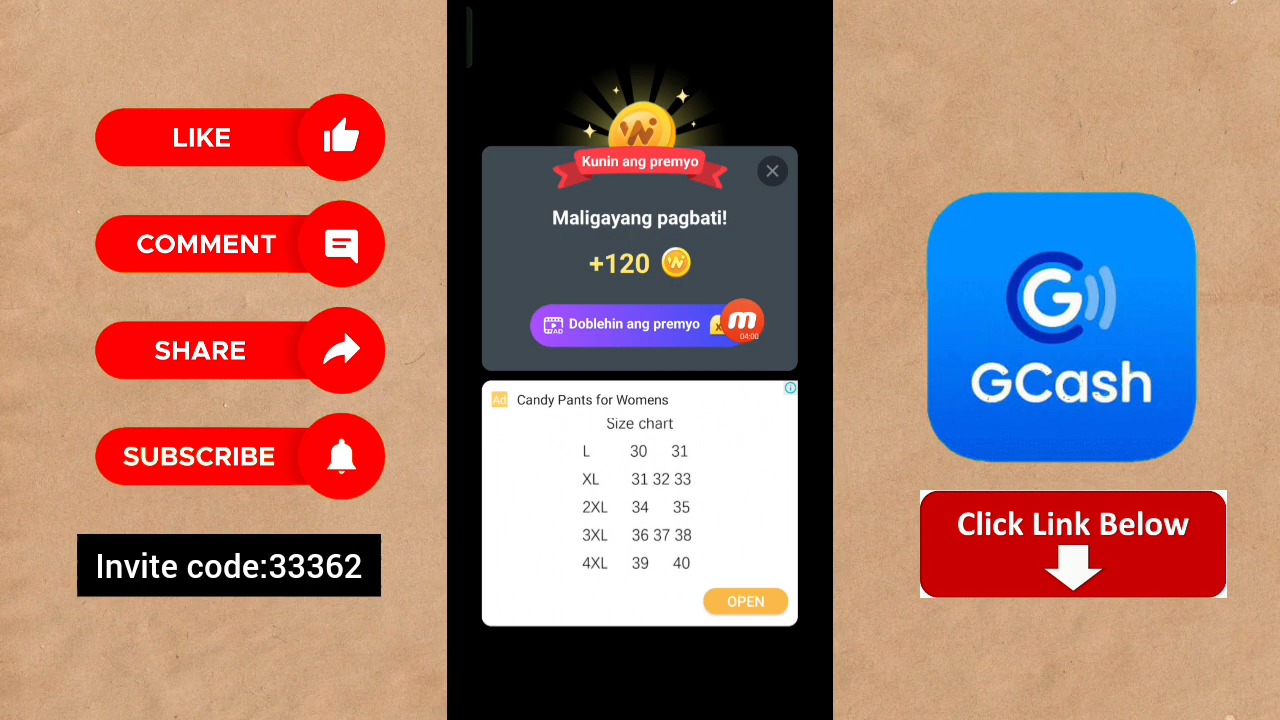 LIKE
COMMENT
SHARE
SUBSCRIBE
Invite code:33362
Kunin ang premyo
Maligayang pagbati!
+120
AD Doblehin ang premyo x
m
04:00
Ad Candy Pants for Womens
Size chart
L 30 31
XL 31 32 33
2XL 34 35
3XL 36 37 38
4XL 39 40
OPEN
G
GCash
Click Link Below